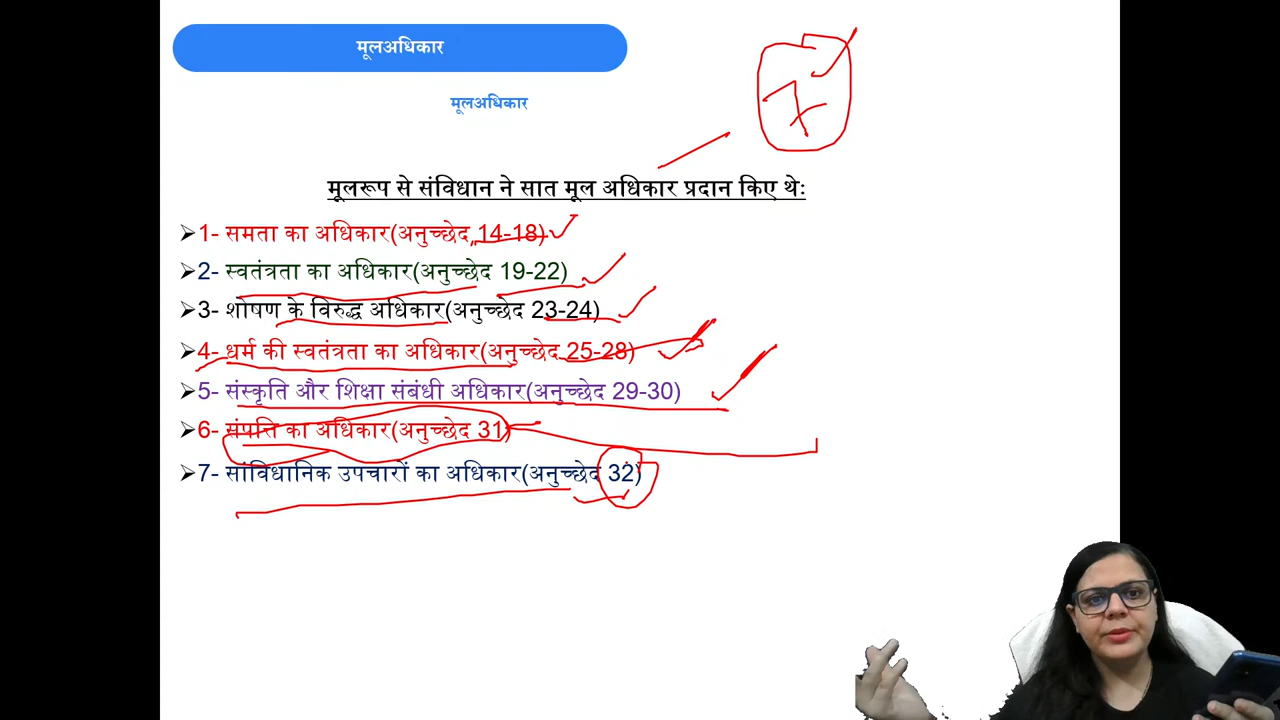 मूलअधिकार
मूलअधिकार
7
मूलरूप से संविधान ने सात मूल अधिकार प्रदान किए थेः
➢1- समता का अधिकार(अनुच्छेद 14-18)
➢2- स्वतंत्रता का अधिकार(अनुच्छेद 19-22)
➢3- शोषण के विरुद्ध अधिकार(अनुच्छेद 23-24)
➢4- धर्म की स्वतंत्रता का अधिकार(अनुच्छेद 25-28)
➢5- संस्कृति और शिक्षा संबंधी अधिकार(अनुच्छेद 29-30)
➢6- संपत्ति का अधिकार(अनुच्छेद 31)
➢7- सांविधानिक उपचारों का अधिकार(अनुच्छेद 32)